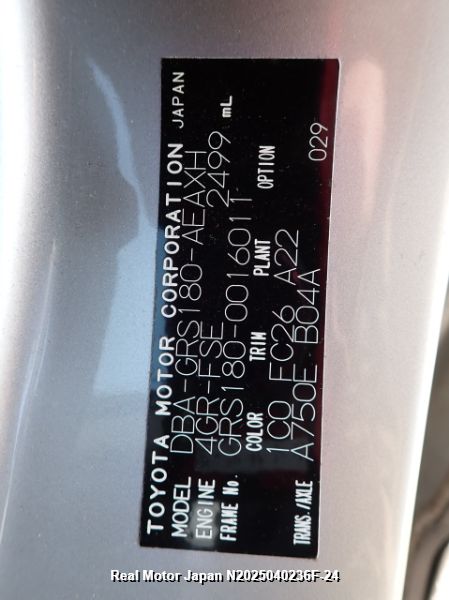 TOYOTA MOTOR CORPORATION JAPAN
MODEL DBA-GRS180-AEAXH
ENGINE 4GR-FSE 2499 mL
FRAME No. GRS180-0016011
COLOR TRIM PLANT OPTION
1C0 FC26 A22 029
TRANS./AXLE A750E B04A
Real Motor Japan N2025040236F-24